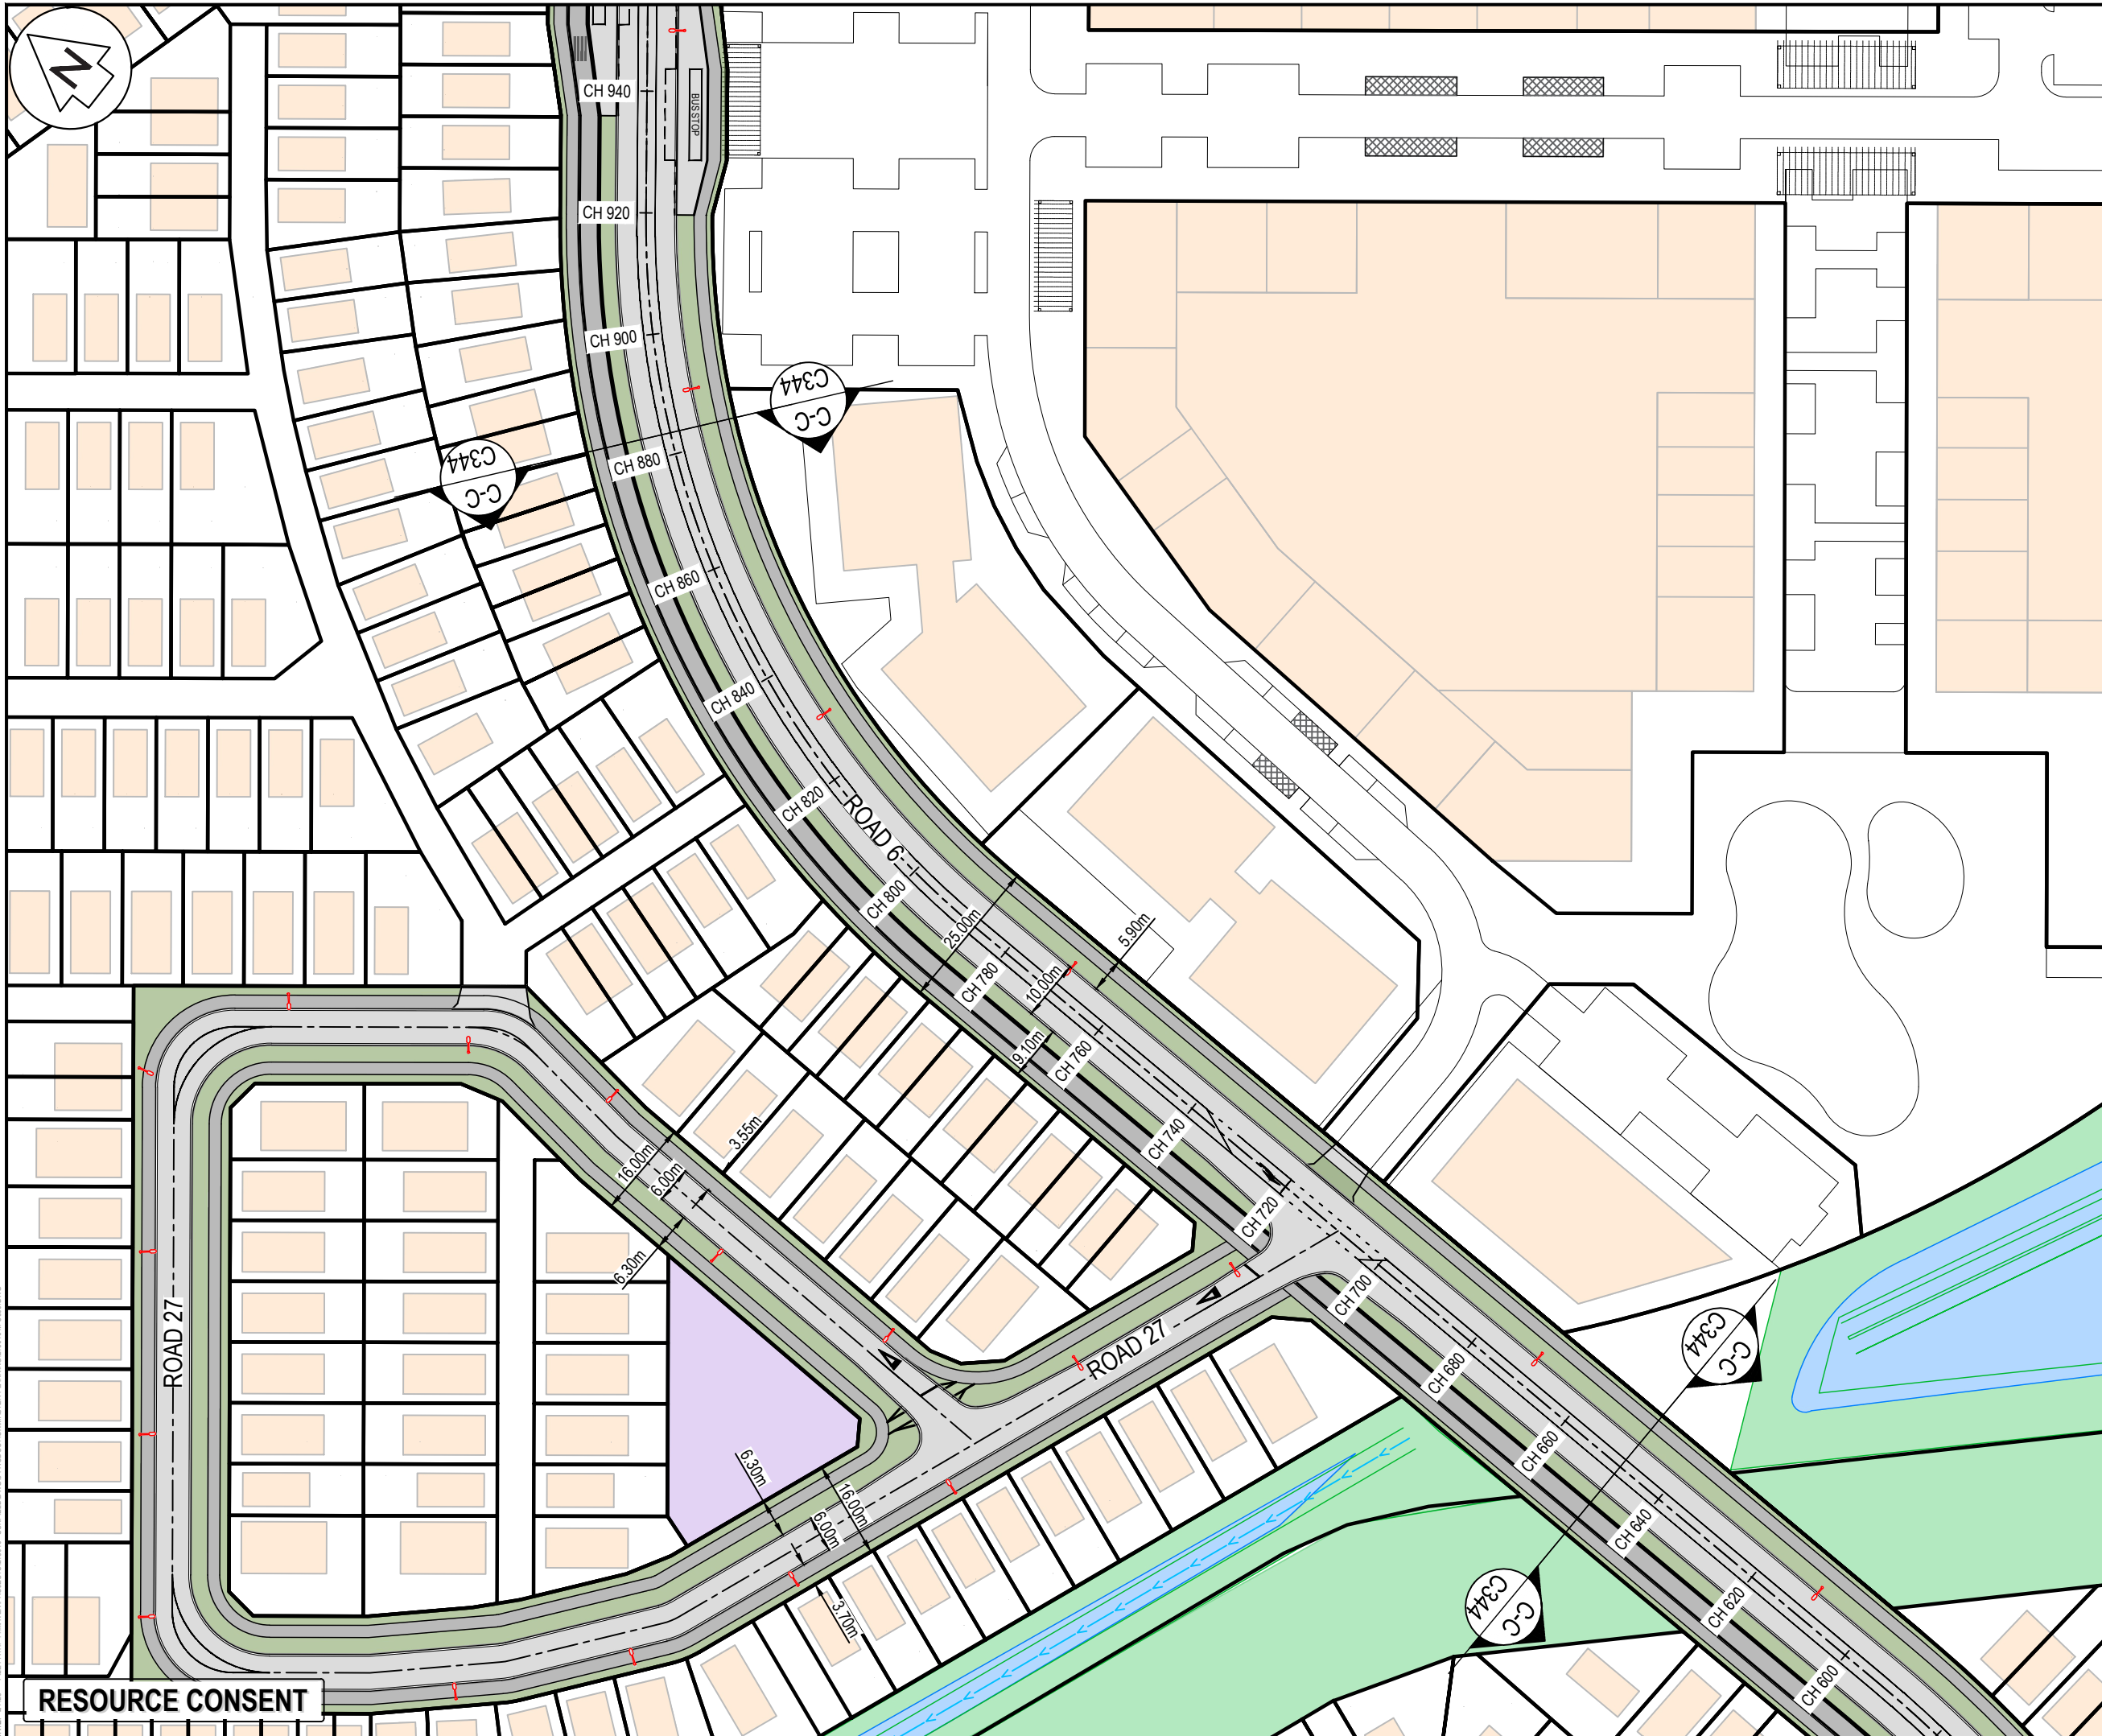 N
CH 940
BUS STOP
CH 920
CH 900
C344
C-C
C344
C-C
CH 880
CH 860
CH 840
CH 820
ROAD 6
CH 800
25.00m
5.90m
CH 780
10.00m
9.10m
CH 760
CH 740
3.55m
16.00m
6.00m
CH 720
6.30m
CH 700
ROAD 27
ROAD 27
C344
C-C
CH 680
CH 660
6.30m
16.00m
6.00m
CH 640
3.70m
C344
C-C
CH 620
CH 600
RESOURCE CONSENT